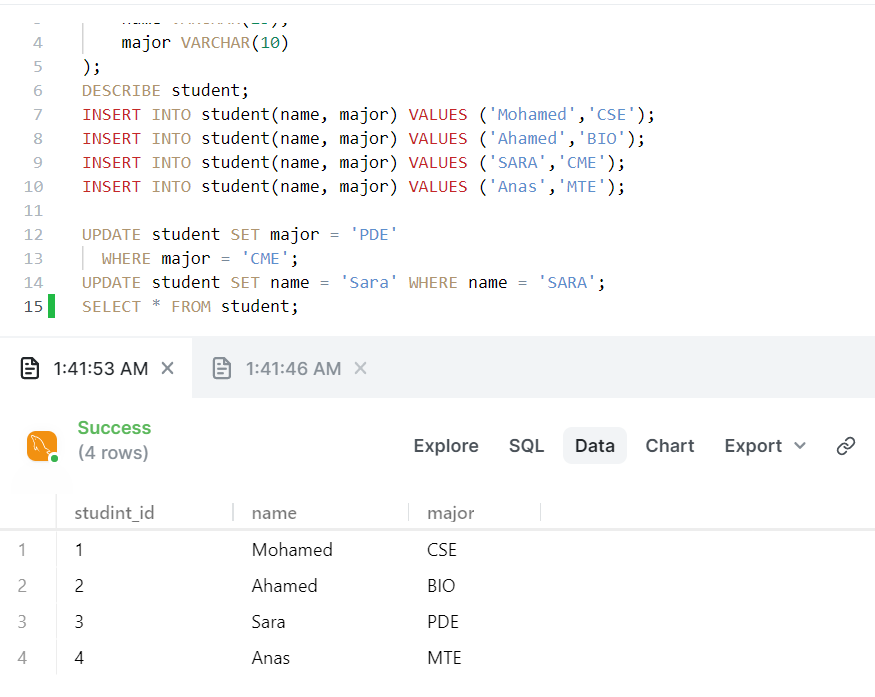 4 major VARCHAR(10)
5 );
6 DESCRIBE student;
7 INSERT INTO student(name, major) VALUES ('Mohamed','CSE');
8 INSERT INTO student(name, major) VALUES ('Ahamed','BIO');
9 INSERT INTO student(name, major) VALUES ('SARA','CME');
10 INSERT INTO student(name, major) VALUES ('Anas','MTE');
11
12 UPDATE student SET major = 'PDE'
13 WHERE major = 'CME';
14 UPDATE student SET name = 'Sara' WHERE name = 'SARA';
15 SELECT * FROM student;
1:41:53 AM 1:41:46 AM
Success
(4 rows)
Explore SQL Data Chart Export
studint_id name major
1 1 Mohamed CSE
2 2 Ahamed BIO
3 3 Sara PDE
4 4 Anas MTE